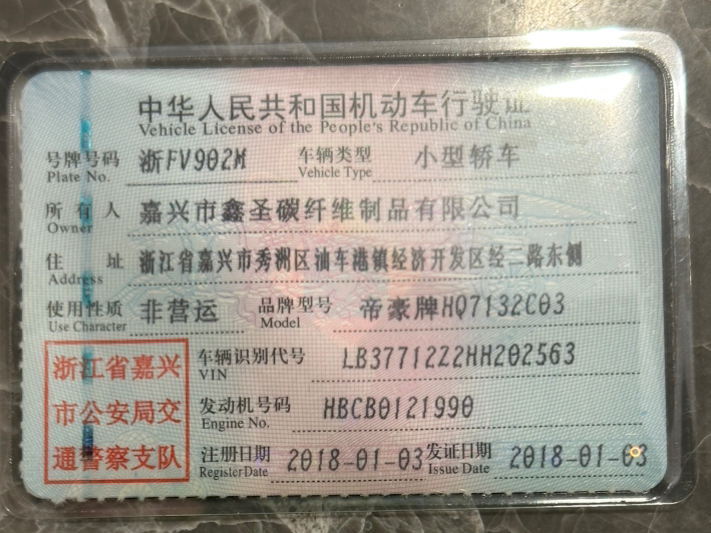 中华人民共和国机动车行驶证
Vehicle License of the People's Republic of China
号牌号码 浙FV902M 车辆类型 小型轿车
Plate No. Vehicle Type
所有人 嘉兴市鑫圣碳纤维制品有限公司
Owner
住址 浙江省嘉兴市秀洲区油车港镇经济开发区经二路东侧
Address
使用性质 非营运 品牌型号 帝豪牌HQ7132C03
Use Character Model
浙江省嘉兴
市公安局交
通警察支队
车辆识别代号 LB37712Z2HH202563
VIN
发动机号码 HBCB0121990
Engine No.
注册日期 2018-01-03 发证日期 2018-01-03
Register Date Issue Date